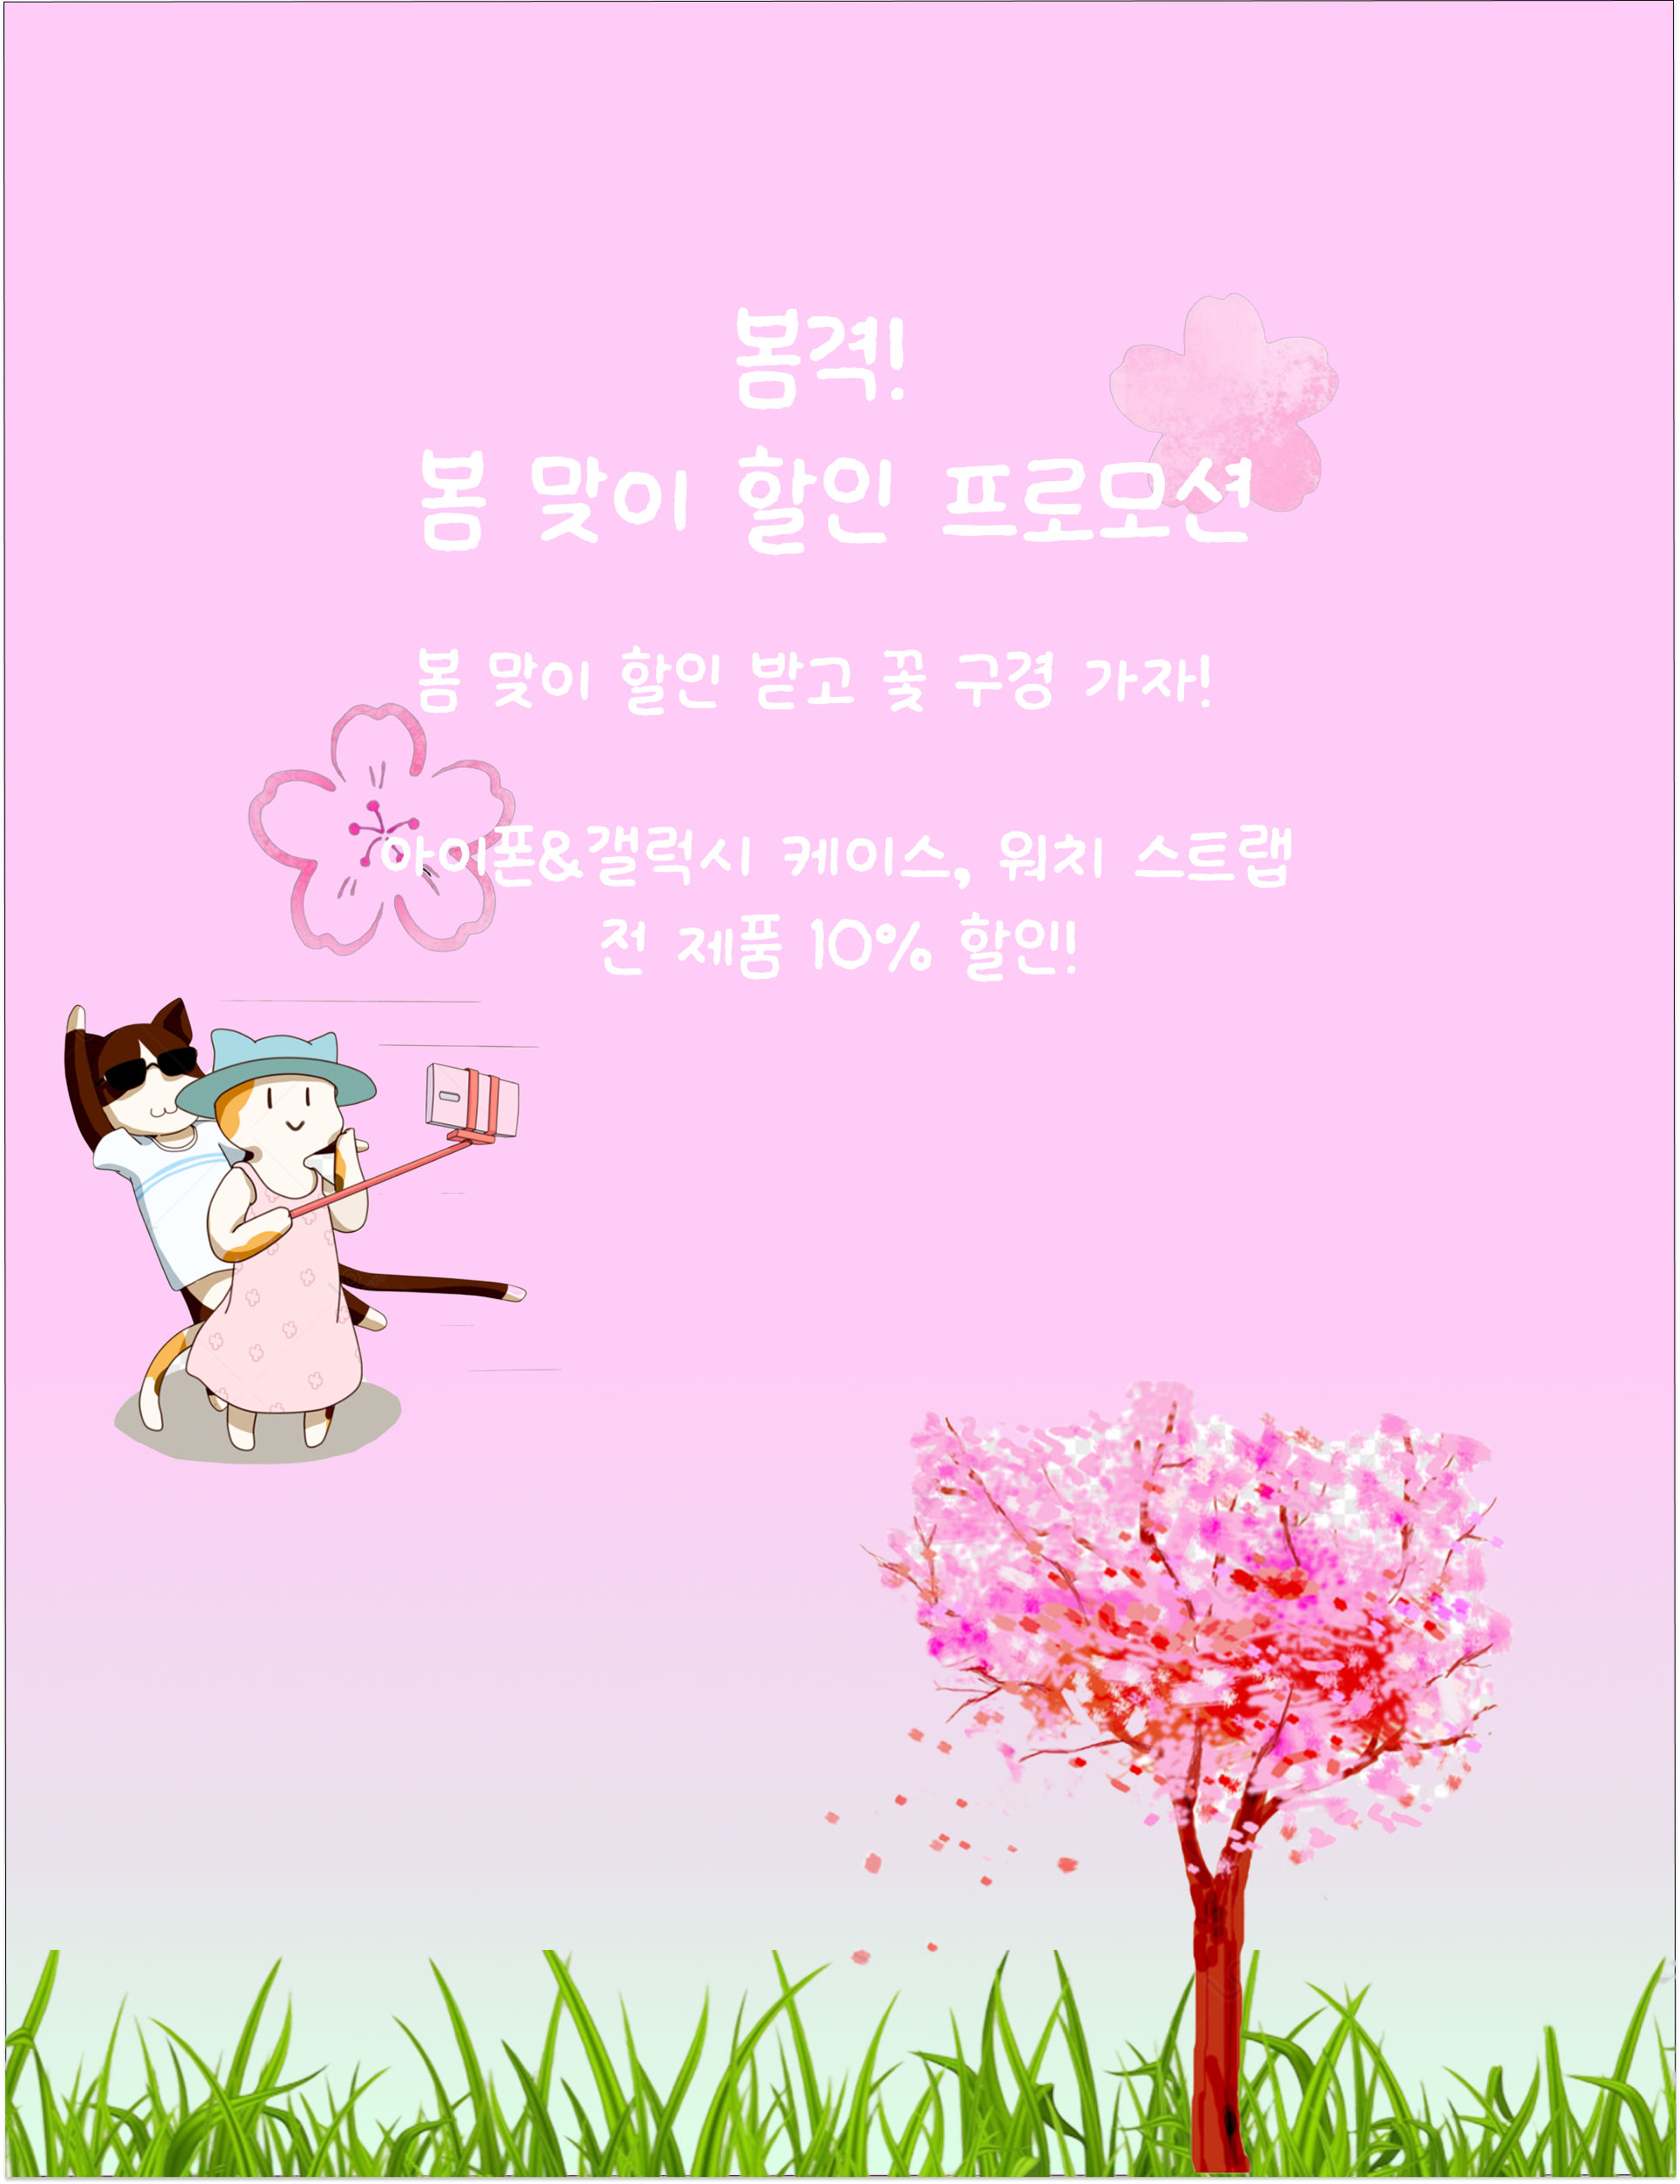 봄격!
봄 맞이 할인 프로모션
봄 맞이 할인 받고 꽃 구경 가자!
아이폰&갤럭시 케이스, 워치 스트랩
전 제품 10% 할인!